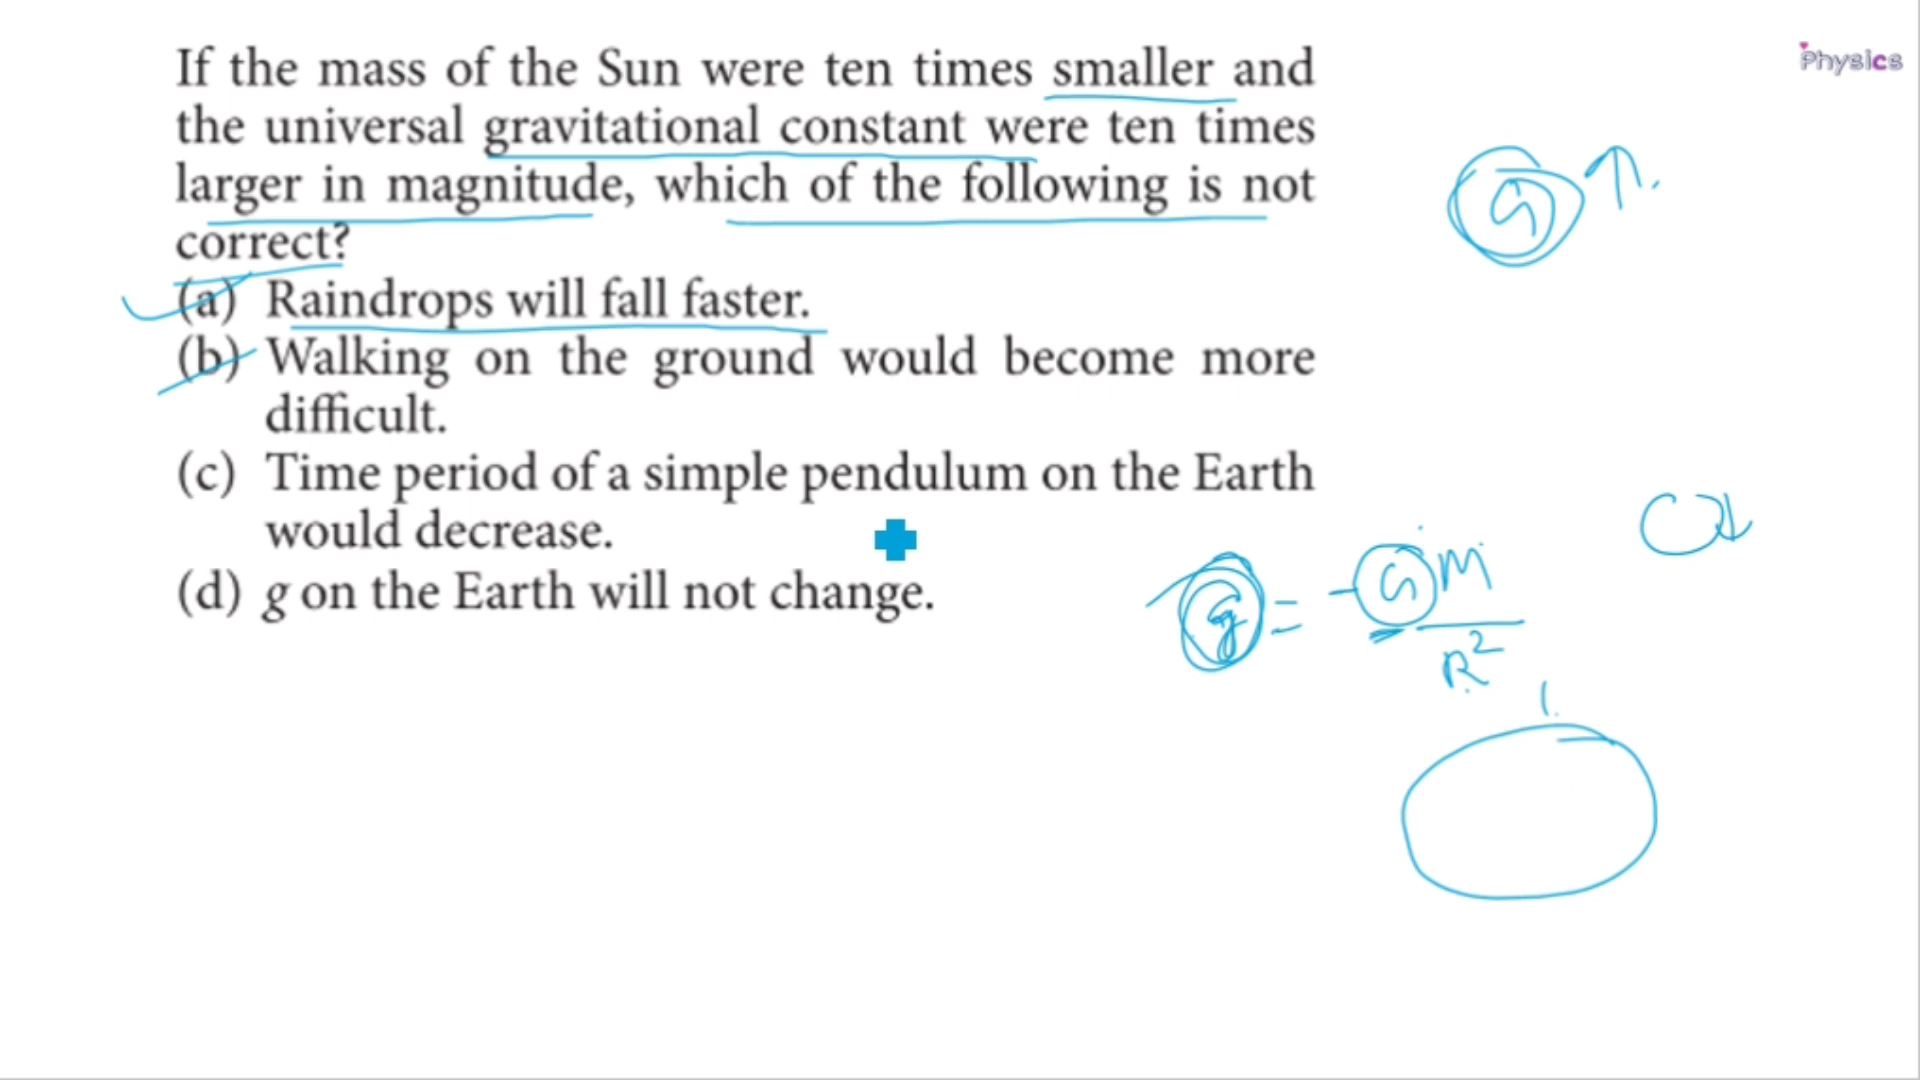 If the mass of the Sun were ten times smaller and
the universal gravitational constant were ten times
larger in magnitude, which of the following is not
correct?
(a) Raindrops will fall faster.
(b) Walking on the ground would become more
difficult.
(c) Time period of a simple pendulum on the Earth
would decrease.
(d) g on the Earth will not change.
Physics
G ↑
g = - G M
R²